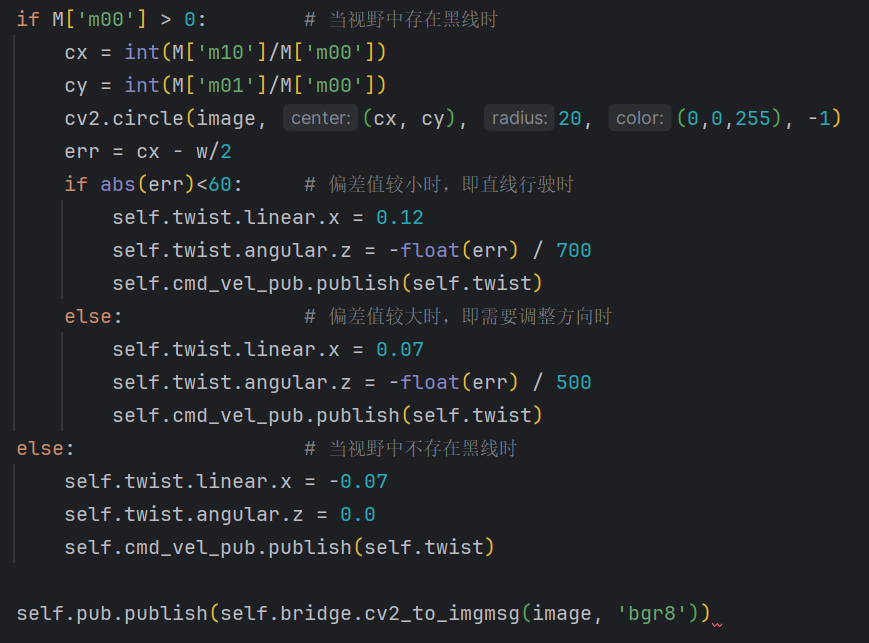 if M['m00'] > 0:        # 当视野中存在黑线时
    cx = int(M['m10']/M['m00'])
    cy = int(M['m01']/M['m00'])
    cv2.circle(image, center: (cx, cy), radius: 20, color: (0,0,255), -1)
    err = cx - w/2
    if abs(err)<60:     # 偏差值较小时，即直线行驶时
        self.twist.linear.x = 0.12
        self.twist.angular.z = -float(err) / 700
        self.cmd_vel_pub.publish(self.twist)
    else:               # 偏差值较大时，即需要调整方向时
        self.twist.linear.x = 0.07
        self.twist.angular.z = -float(err) / 500
        self.cmd_vel_pub.publish(self.twist)
else:                   # 当视野中不存在黑线时
    self.twist.linear.x = -0.07
    self.twist.angular.z = 0.0
    self.cmd_vel_pub.publish(self.twist)

self.pub.publish(self.bridge.cv2_to_imgmsg(image, 'bgr8'))